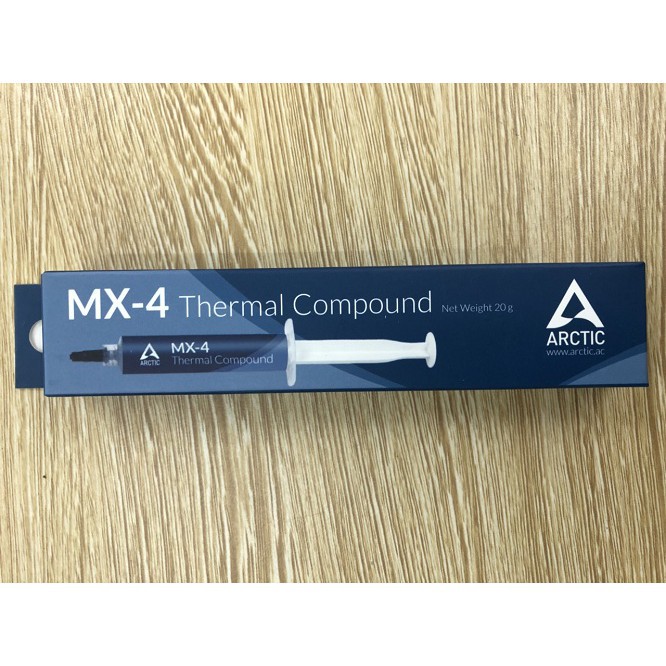 MX-4 Thermal Compound Net Weight 20 g
ARCTIC
www.arctic.ac
MX-4
Thermal Compound
ARCTIC